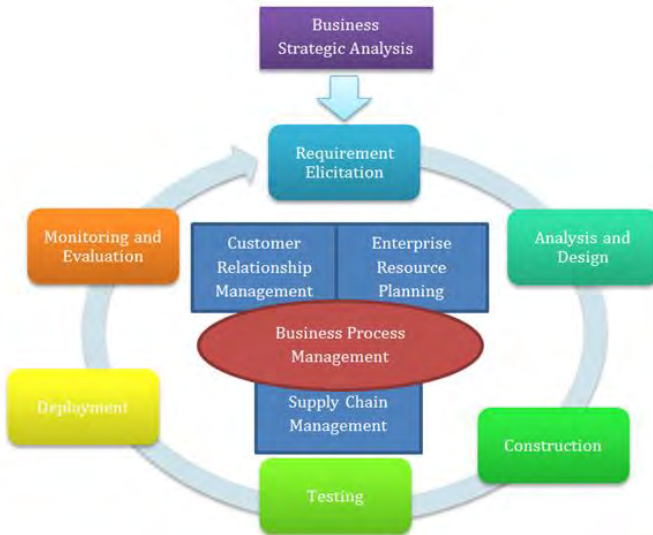 Business
Strategic Analysis
Requirement
Elicitation
Monitoring and
Evaluation
Customer
Relationship
Management
Enterprise
Resource
Planning
Analysis and
Design
Business Process
Management
Deployment
Supply Chain
Management
Construction
Testing